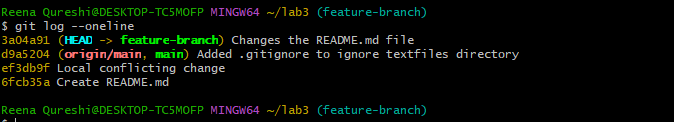 Reena Qureshi@DESKTOP-TC5MOFP MINGW64 ~/lab3 (feature-branch)
$ git log --oneline
3a04a91 (HEAD -> feature-branch) Changes the README.md file
d9a5204 (origin/main, main) Added .gitignore to ignore textfiles directory
ef3db9f Local conflicting change
6fcb35a Create README.md
Reena Qureshi@DESKTOP-TC5MOFP MINGW64 ~/lab3 (feature-branch)
$